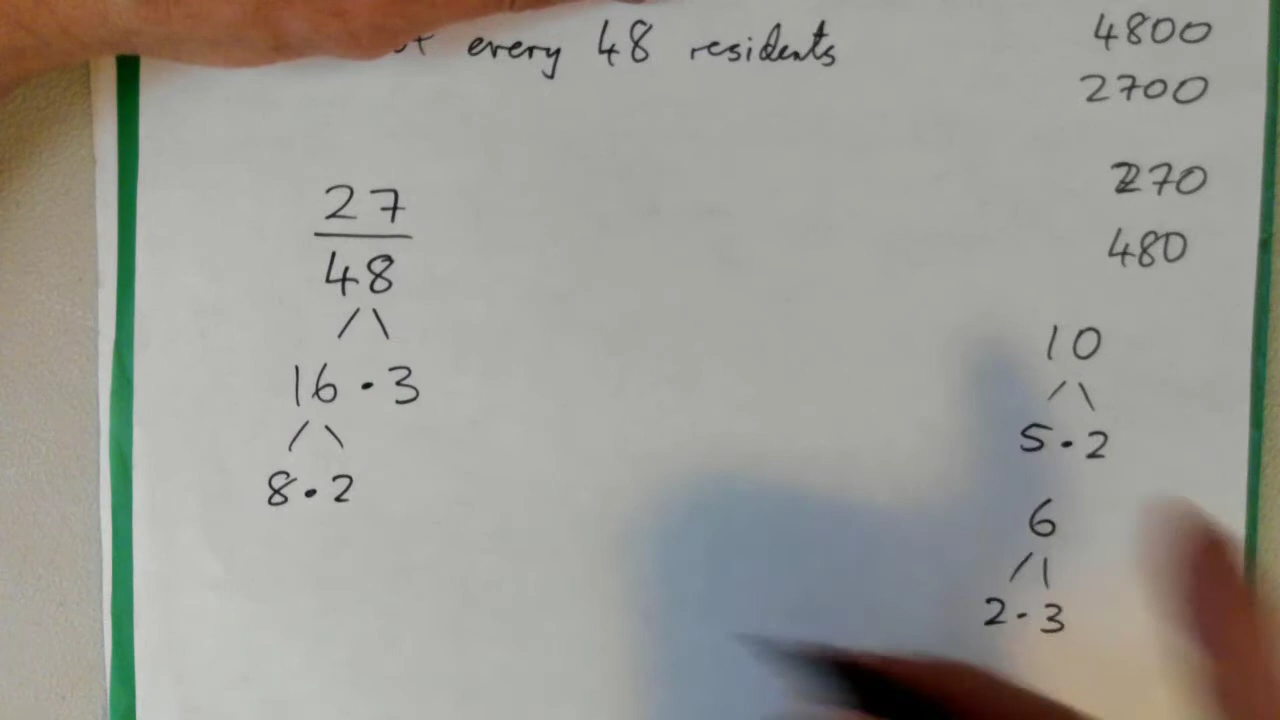 every 48 residents
27
48
16 · 3
8 · 2
4800
2700
270
480
10
5 · 2
6
2 · 3